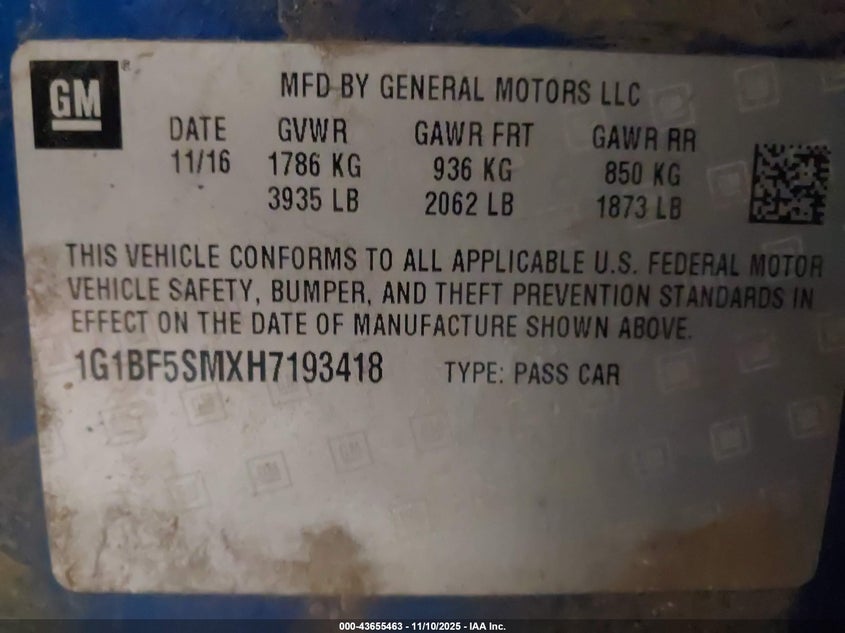 GM®
MFD BY GENERAL MOTORS LLC
DATE GVWR GAWR FRT GAWR RR
11/16 1786 KG 936 KG 850 KG
3935 LB 2062 LB 1873 LB
THIS VEHICLE CONFORMS TO ALL APPLICABLE U.S. FEDERAL MOTOR
VEHICLE SAFETY, BUMPER, AND THEFT PREVENTION STANDARDS IN
EFFECT ON THE DATE OF MANUFACTURE SHOWN ABOVE.
1G1BF5SMXH7193418 TYPE: PASS CAR
000-43655463 - 11/10/2025 - IAA Inc.